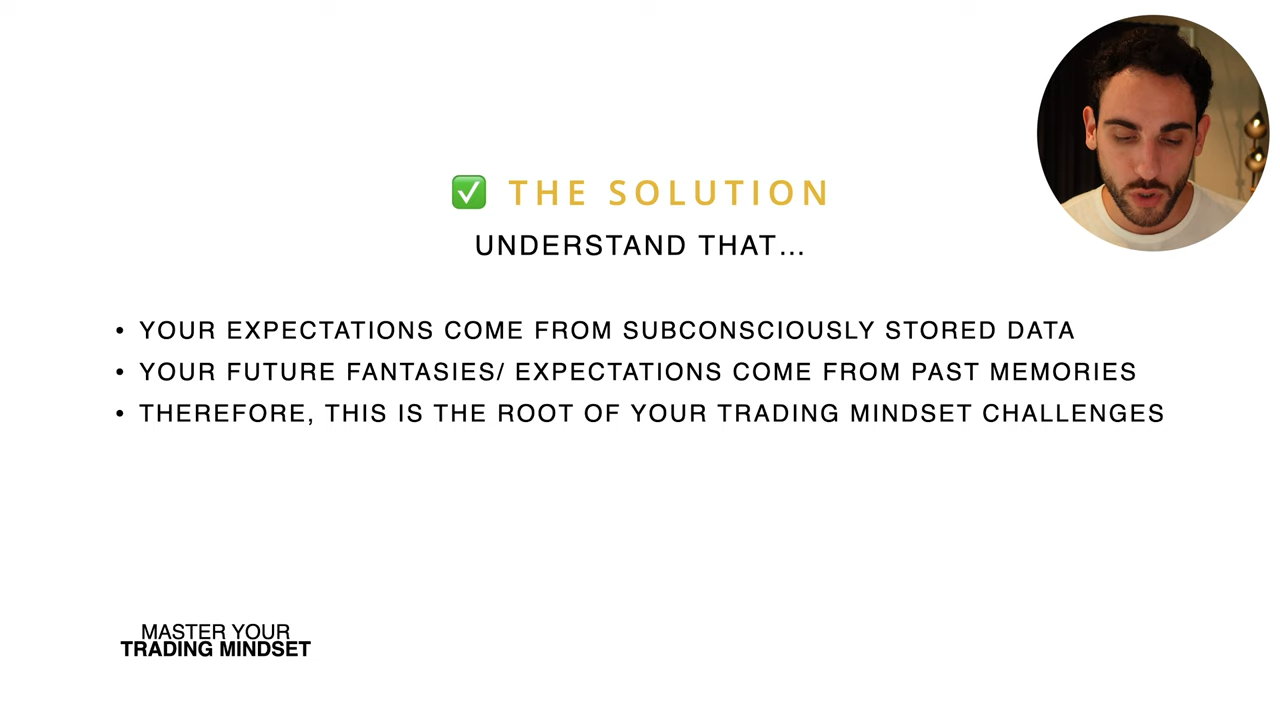 ✅ THE SOLUTION
UNDERSTAND THAT...
• YOUR EXPECTATIONS COME FROM SUBCONSCIOUSLY STORED DATA
• YOUR FUTURE FANTASIES/ EXPECTATIONS COME FROM PAST MEMORIES
• THEREFORE, THIS IS THE ROOT OF YOUR TRADING MINDSET CHALLENGES
MASTER YOUR
TRADING MINDSET